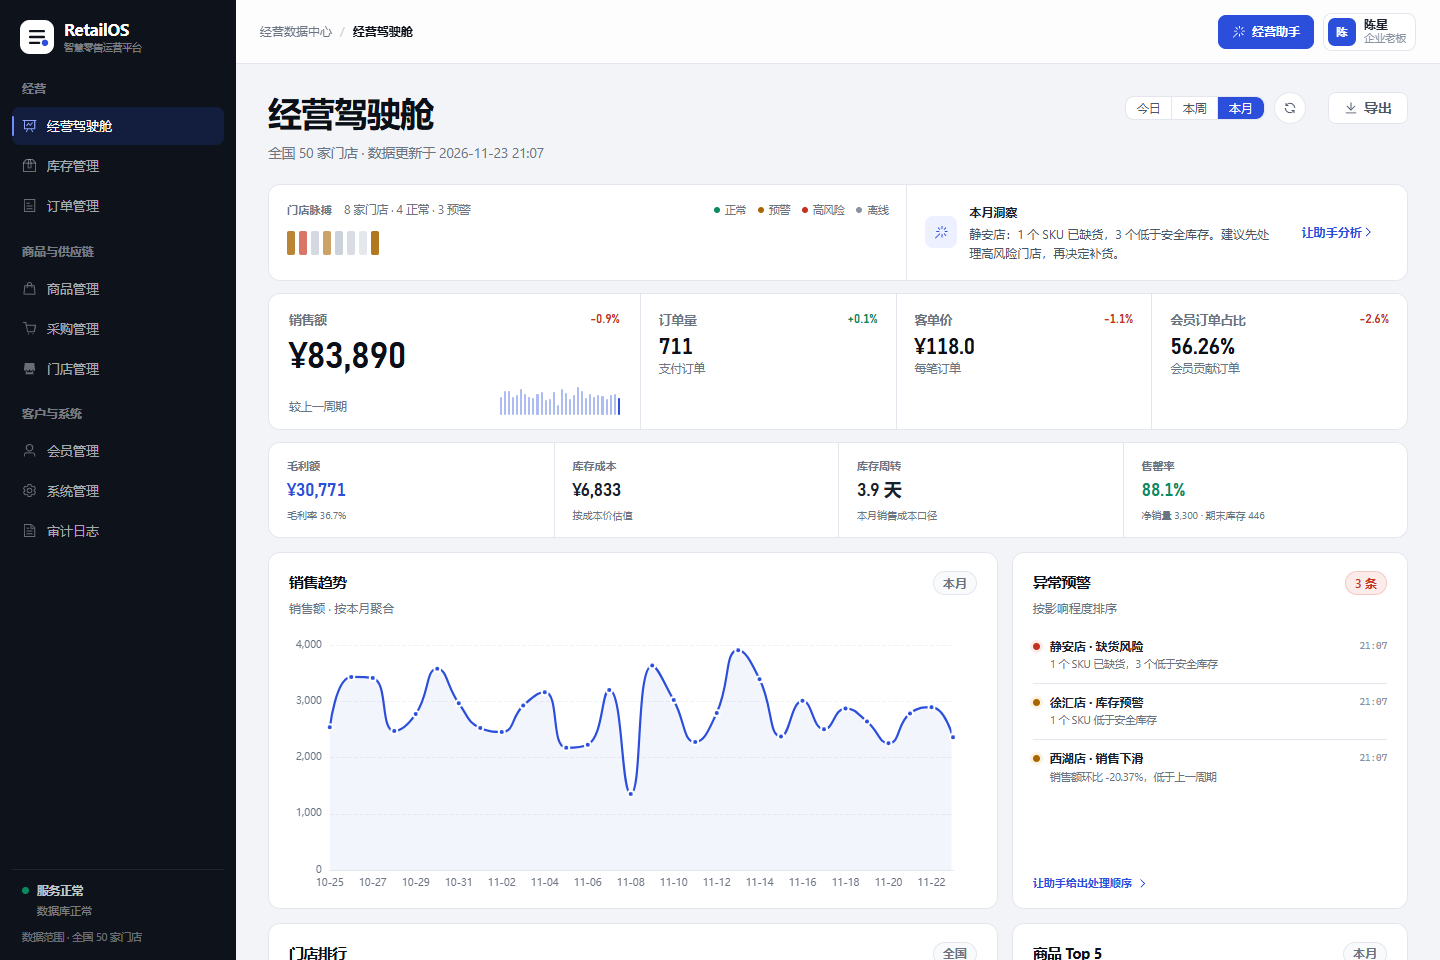 RetailOS
智慧零售运营平台
经营
经营驾驶舱
库存管理
订单管理
商品与供应链
商品管理
采购管理
门店管理
客户与系统
会员管理
系统管理
审计日志
服务正常
数据库正常
数据范围 · 全国 50 家门店
经营数据中心 / 经营驾驶舱
经营助手
陈
陈星
企业老板
经营驾驶舱
全国 50 家门店 · 数据更新于 2026-11-23 21:07
今日 本周 本月
导出
门店脉搏 8 家门店 · 4 正常 · 3 预警
正常 预警 高风险 离线
本月洞察
静安店：1 个 SKU 已缺货，3 个低于安全库存。建议先处
理高风险门店，再决定补货。
让助手分析
销售额 -0.9%
¥83,890
较上一周期
订单量 +0.1%
711
支付订单
客单价 -1.1%
¥118.0
每笔订单
会员订单占比 -2.6%
56.26%
会员贡献订单
毛利额
¥30,771
毛利率 36.7%
库存成本
¥6,833
按成本价估值
库存周转
3.9 天
本月销售成本口径
售罄率
88.1%
净销量 3,300 · 期末库存 446
销售趋势 本月
销售额 · 按本月聚合
4,000
3,000
2,000
1,000
0
10-25 10-27 10-29 10-31 11-02 11-04 11-06 11-08 11-10 11-12 11-14 11-16 11-18 11-20 11-22
异常预警 3 条
按影响程度排序
静安店 · 缺货风险 21:07
1 个 SKU 已缺货，3 个低于安全库存
徐汇店 · 库存预警 21:07
1 个 SKU 低于安全库存
西湖店 · 销售下滑 21:07
销售额环比 -20.37%，低于上一周期
让助手给出处理顺序
门店排行 全国
商品 Top 5 本月